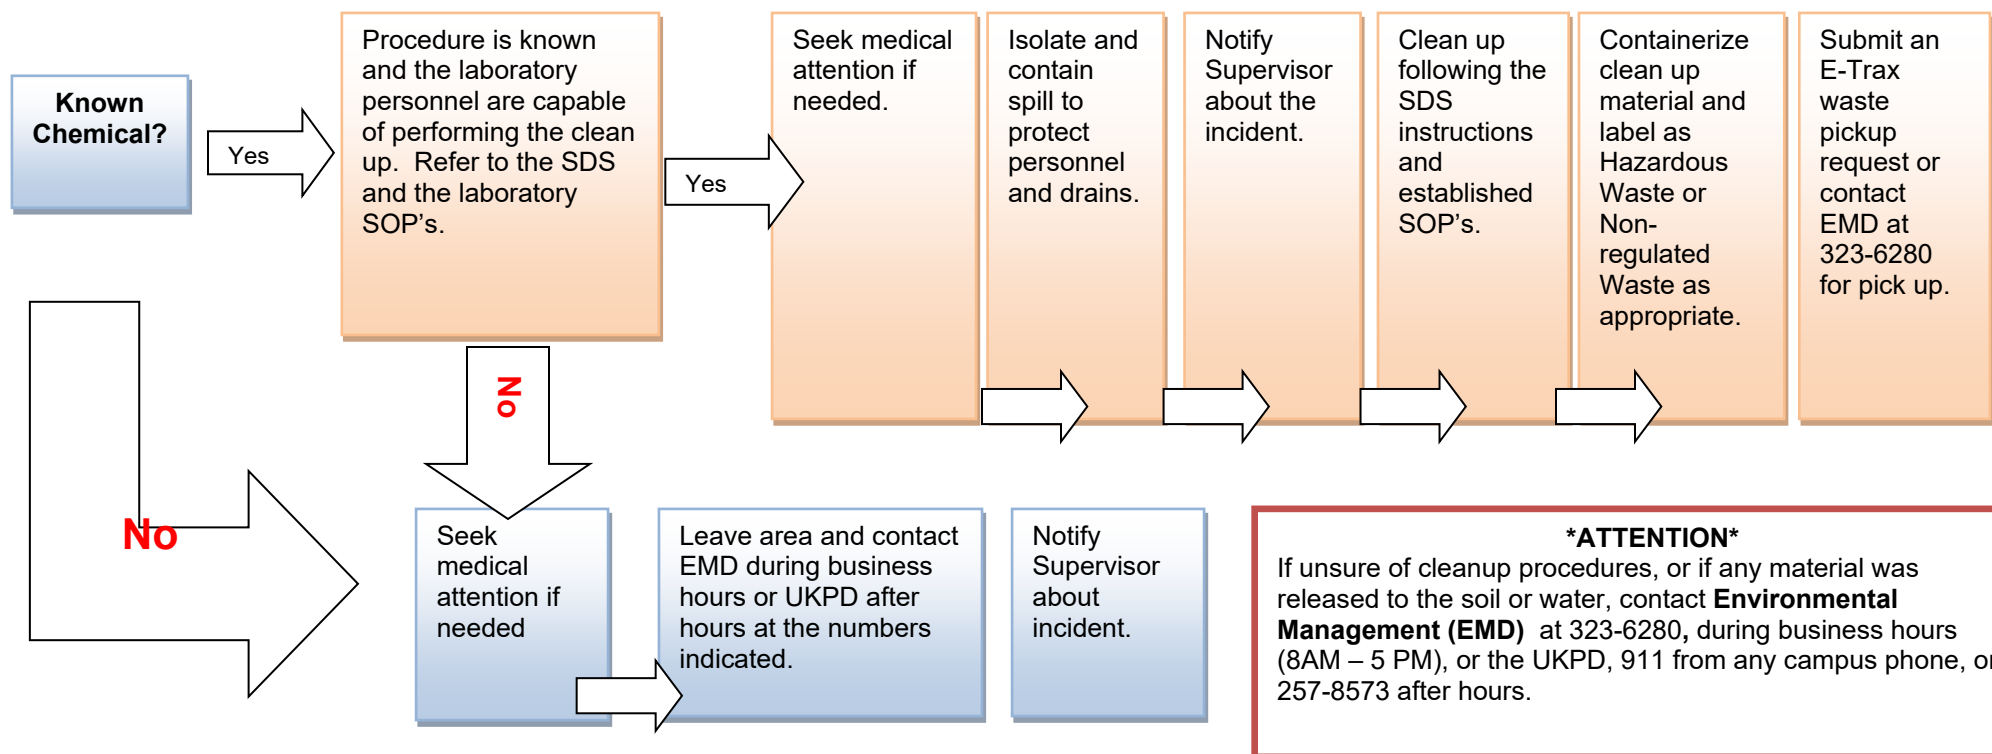 Known
Chemical?
Yes
Procedure is known
and the laboratory
personnel are capable
of performing the clean
up.  Refer to the SDS
and the laboratory
SOP’s.
Yes
Seek medical
attention if
needed.
Isolate and
contain
spill to
protect
personnel
and drains.
Notify
Supervisor
about the
incident.
Clean up
following the
SDS
instructions
and
established
SOP’s.
Containerize
clean up
material and
label as
Hazardous
Waste or
Non-
regulated
Waste as
appropriate.
Submit an
E-Trax
waste
pickup
request or
contact
EMD at
323-6280
for pick up.
No
No
Seek
medical
attention if
needed
Leave area and contact
EMD during business
hours or UKPD after
hours at the numbers
indicated.
Notify
Supervisor
about
incident.
*ATTENTION*
If unsure of cleanup procedures, or if any material was
released to the soil or water, contact Environmental
Management (EMD)  at 323-6280, during business hours
(8AM – 5 PM), or the UKPD, 911 from any campus phone, or
257-8573 after hours.